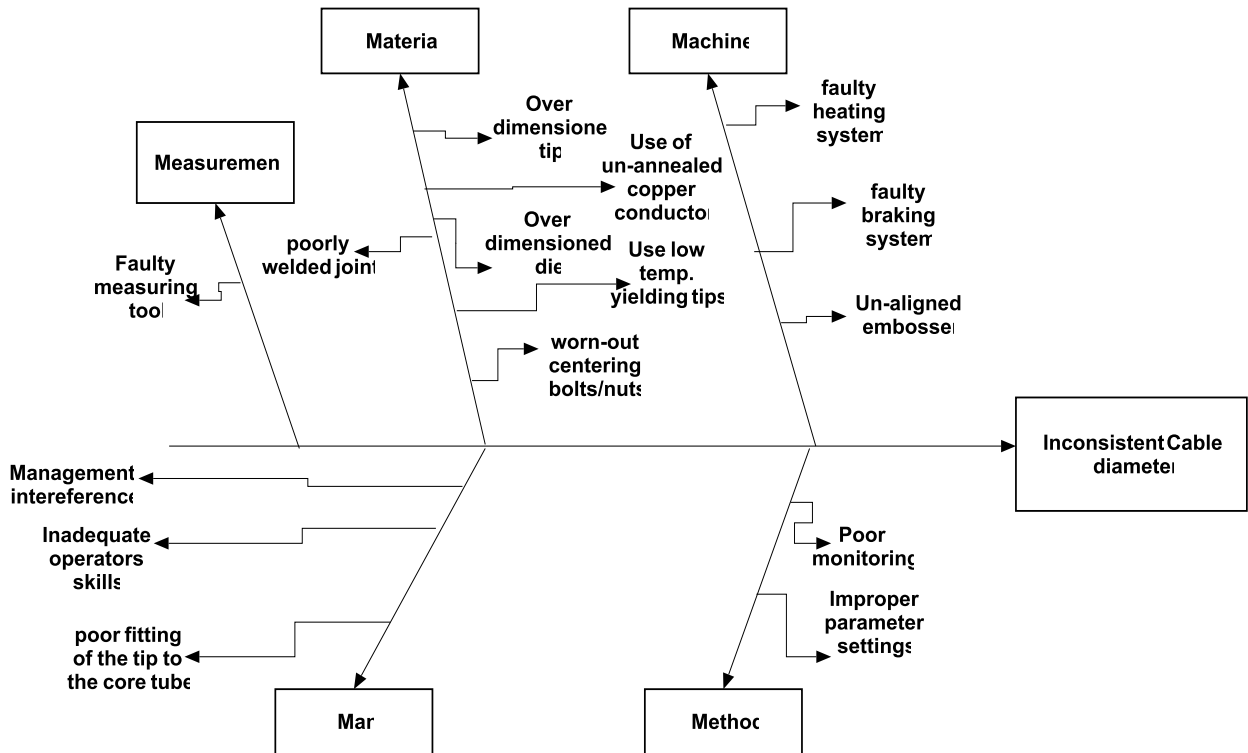 Materia
Machine
Measuremen
Over
dimensione
tip
Use of
un-annealed
copper
conductor
poorly
welded joint
Over
dimensioned
die
Use low
temp.
yielding tips
worn-out
centering
bolts/nuts
faulty
heating
system
faulty
braking
system
Un-aligned
embosser
Faulty
measuring
tool
Inconsistent Cable
diameter
Management
intereference
Inadequate
operators
skills
poor fitting
of the tip to
the core tube
Poor
monitoring
Improper
parameter
settings
Man
Method